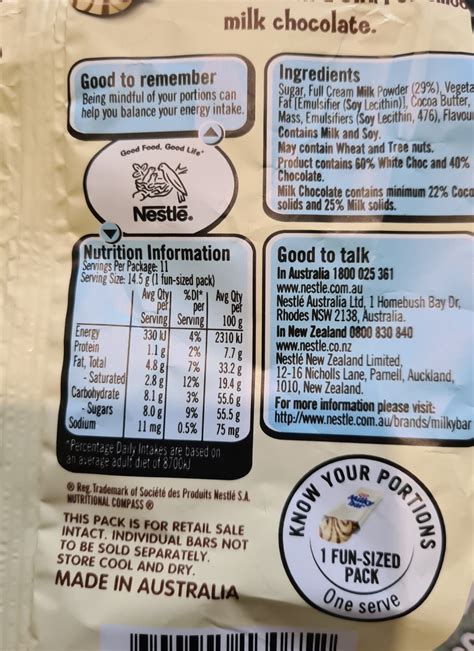 milk chocolate.
Good to remember
Being mindful of your portions can
help you balance your energy intake.
Good Food, Good Life*
Nestlé.
Ingredients
Sugar, Full Cream Milk Powder (29%), Vegeta
Fat [Emulsifier (Soy Lecithin)], Cocoa Butter,
Mass, Emulsifiers (Soy Lecithin, 476), Flavou
Contains Milk and Soy.
May contain Wheat and Tree nuts.
Product contains 60% White Choc and 40%
Chocolate.
Milk Chocolate contains minimum 22% Coco
solids and 25% Milk solids.
Nutrition Information
Servings Per Package: 11
Serving Size: 14.5 g (1 fun-sized pack)
Avg Qty per Serving %DI* per Serving Avg Qty per 100 g
Energy 330 kJ 4% 2310 kJ
Protein 1.1 g 2% 7.7 g
Fat, Total 4.8 g 7% 33.2 g
- Saturated 2.8 g 12% 19.4 g
Carbohydrate 8.1 g 3% 55.6 g
- Sugars 8.0 g 9% 55.5 g
Sodium 11 mg 0.5% 75 mg
*Percentage Daily Intakes are based on
an average adult diet of 8700kJ
Good to talk
In Australia 1800 025 361
www.nestle.com.au
Nestlé Australia Ltd, 1 Homebush Bay Dr,
Rhodes NSW 2138, Australia.
In New Zealand 0800 830 840
www.nestle.co.nz
Nestlé New Zealand Limited,
12-16 Nicholls Lane, Parnell, Auckland,
1010, New Zealand.
For more information please visit:
http://www.nestle.com.au/brands/milkybar
® Reg. Trademark of Société des Produits Nestlé S.A.
NUTRITIONAL COMPASS ®
THIS PACK IS FOR RETAIL SALE
INTACT. INDIVIDUAL BARS NOT
TO BE SOLD SEPARATELY.
STORE COOL AND DRY.
MADE IN AUSTRALIA
KNOW YOUR PORTIONS
Milky Bar
1 FUN-SIZED
PACK
One serve